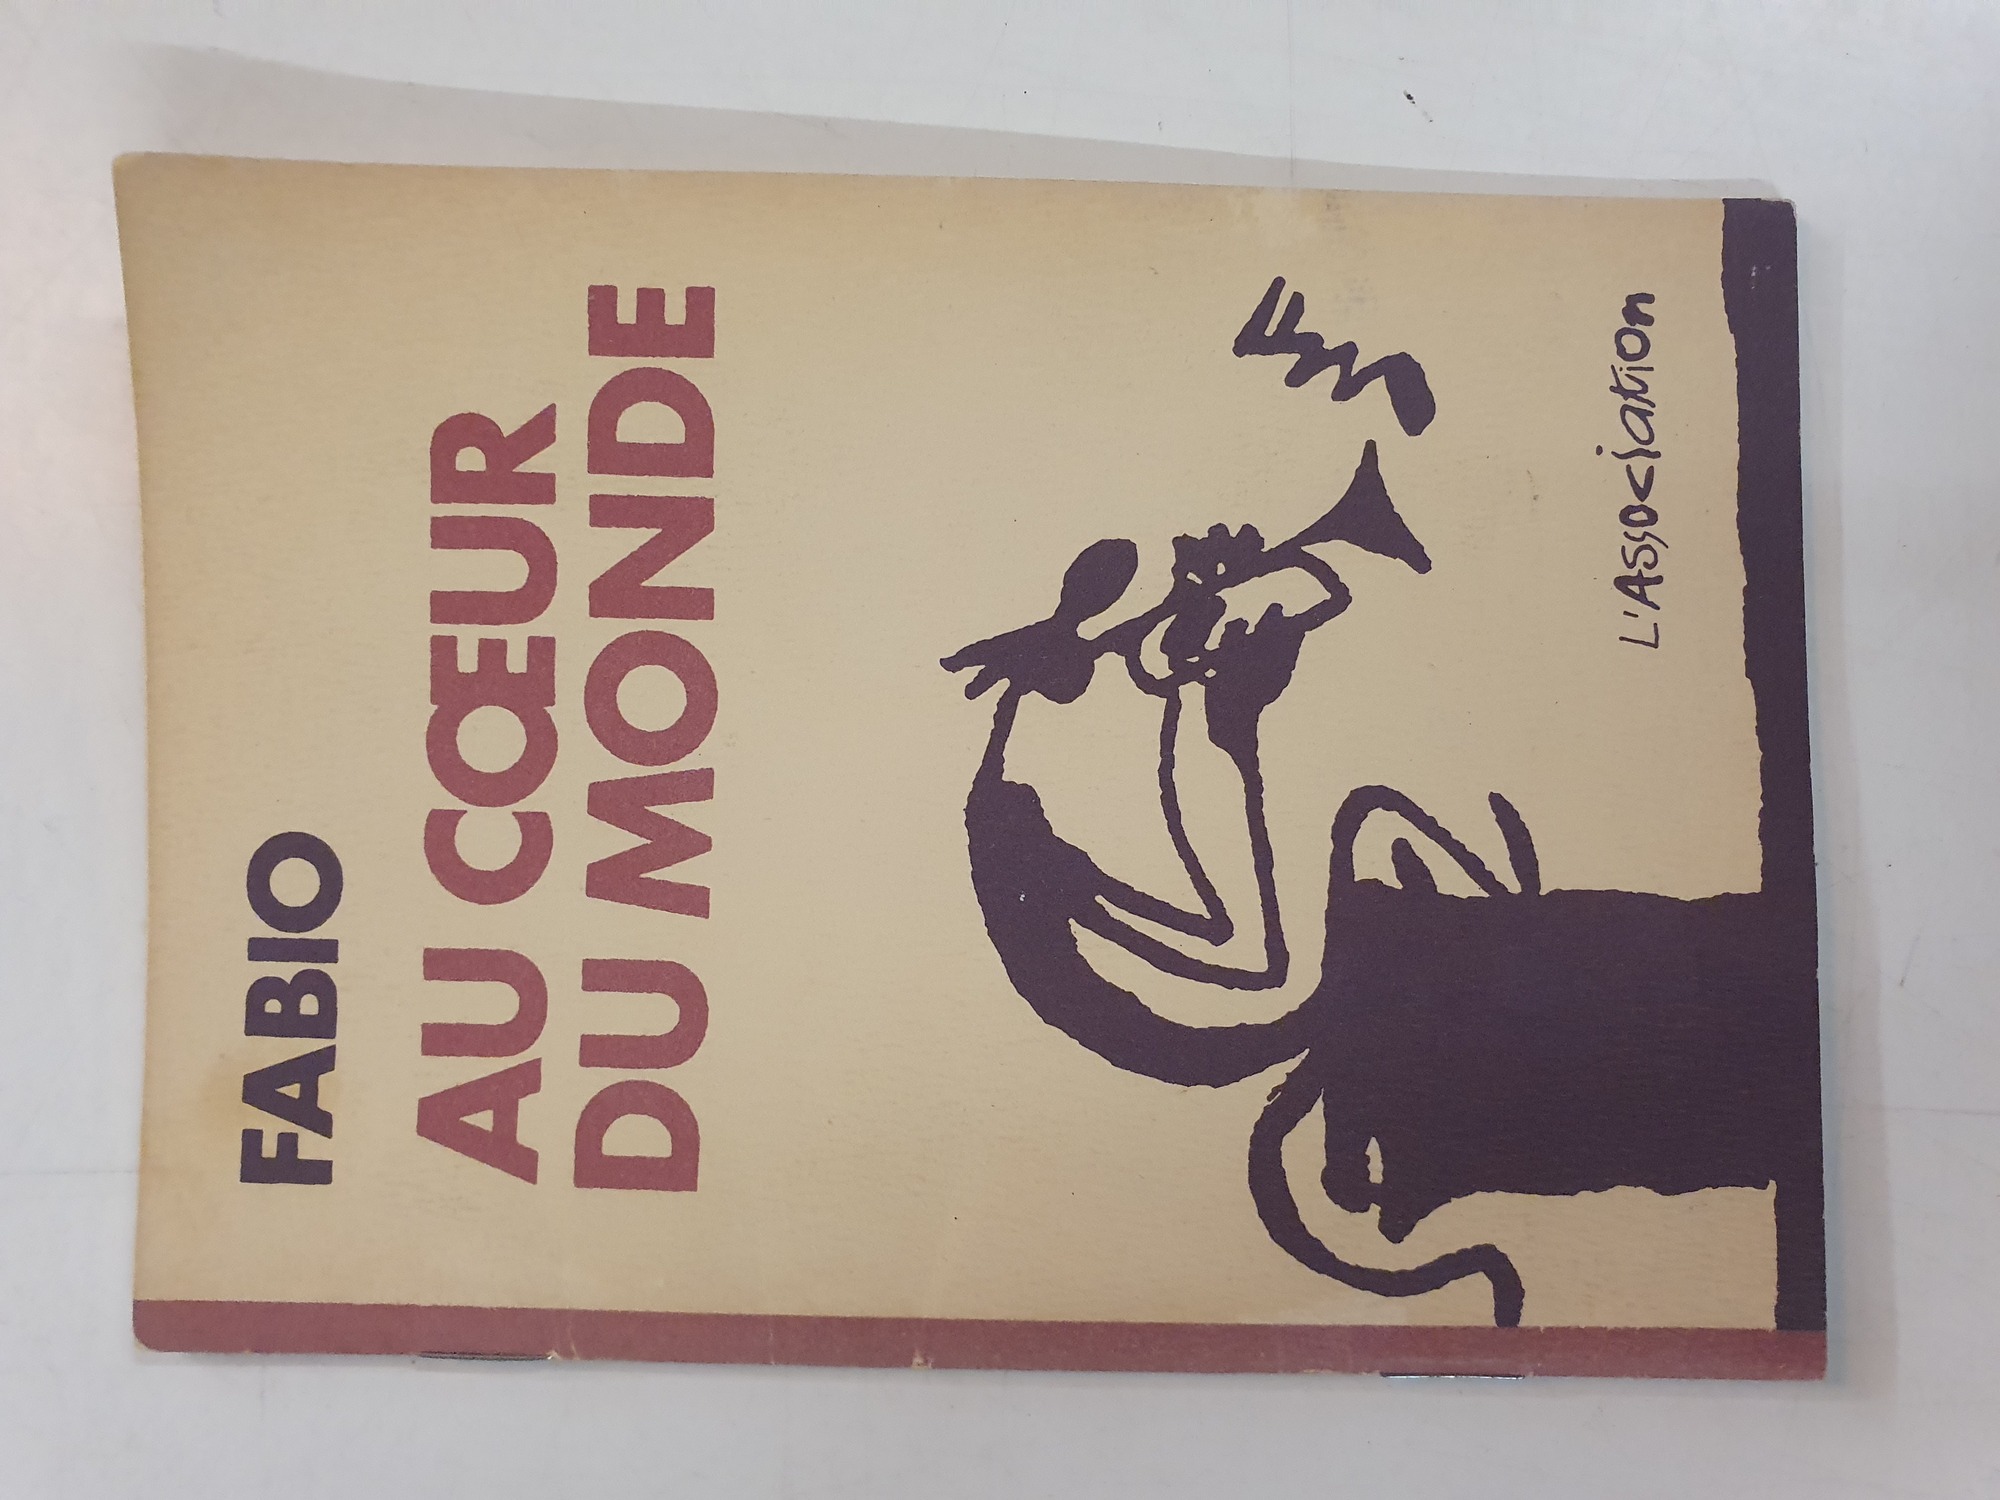 FABIO
AU CŒUR
DU MONDE
L'Association